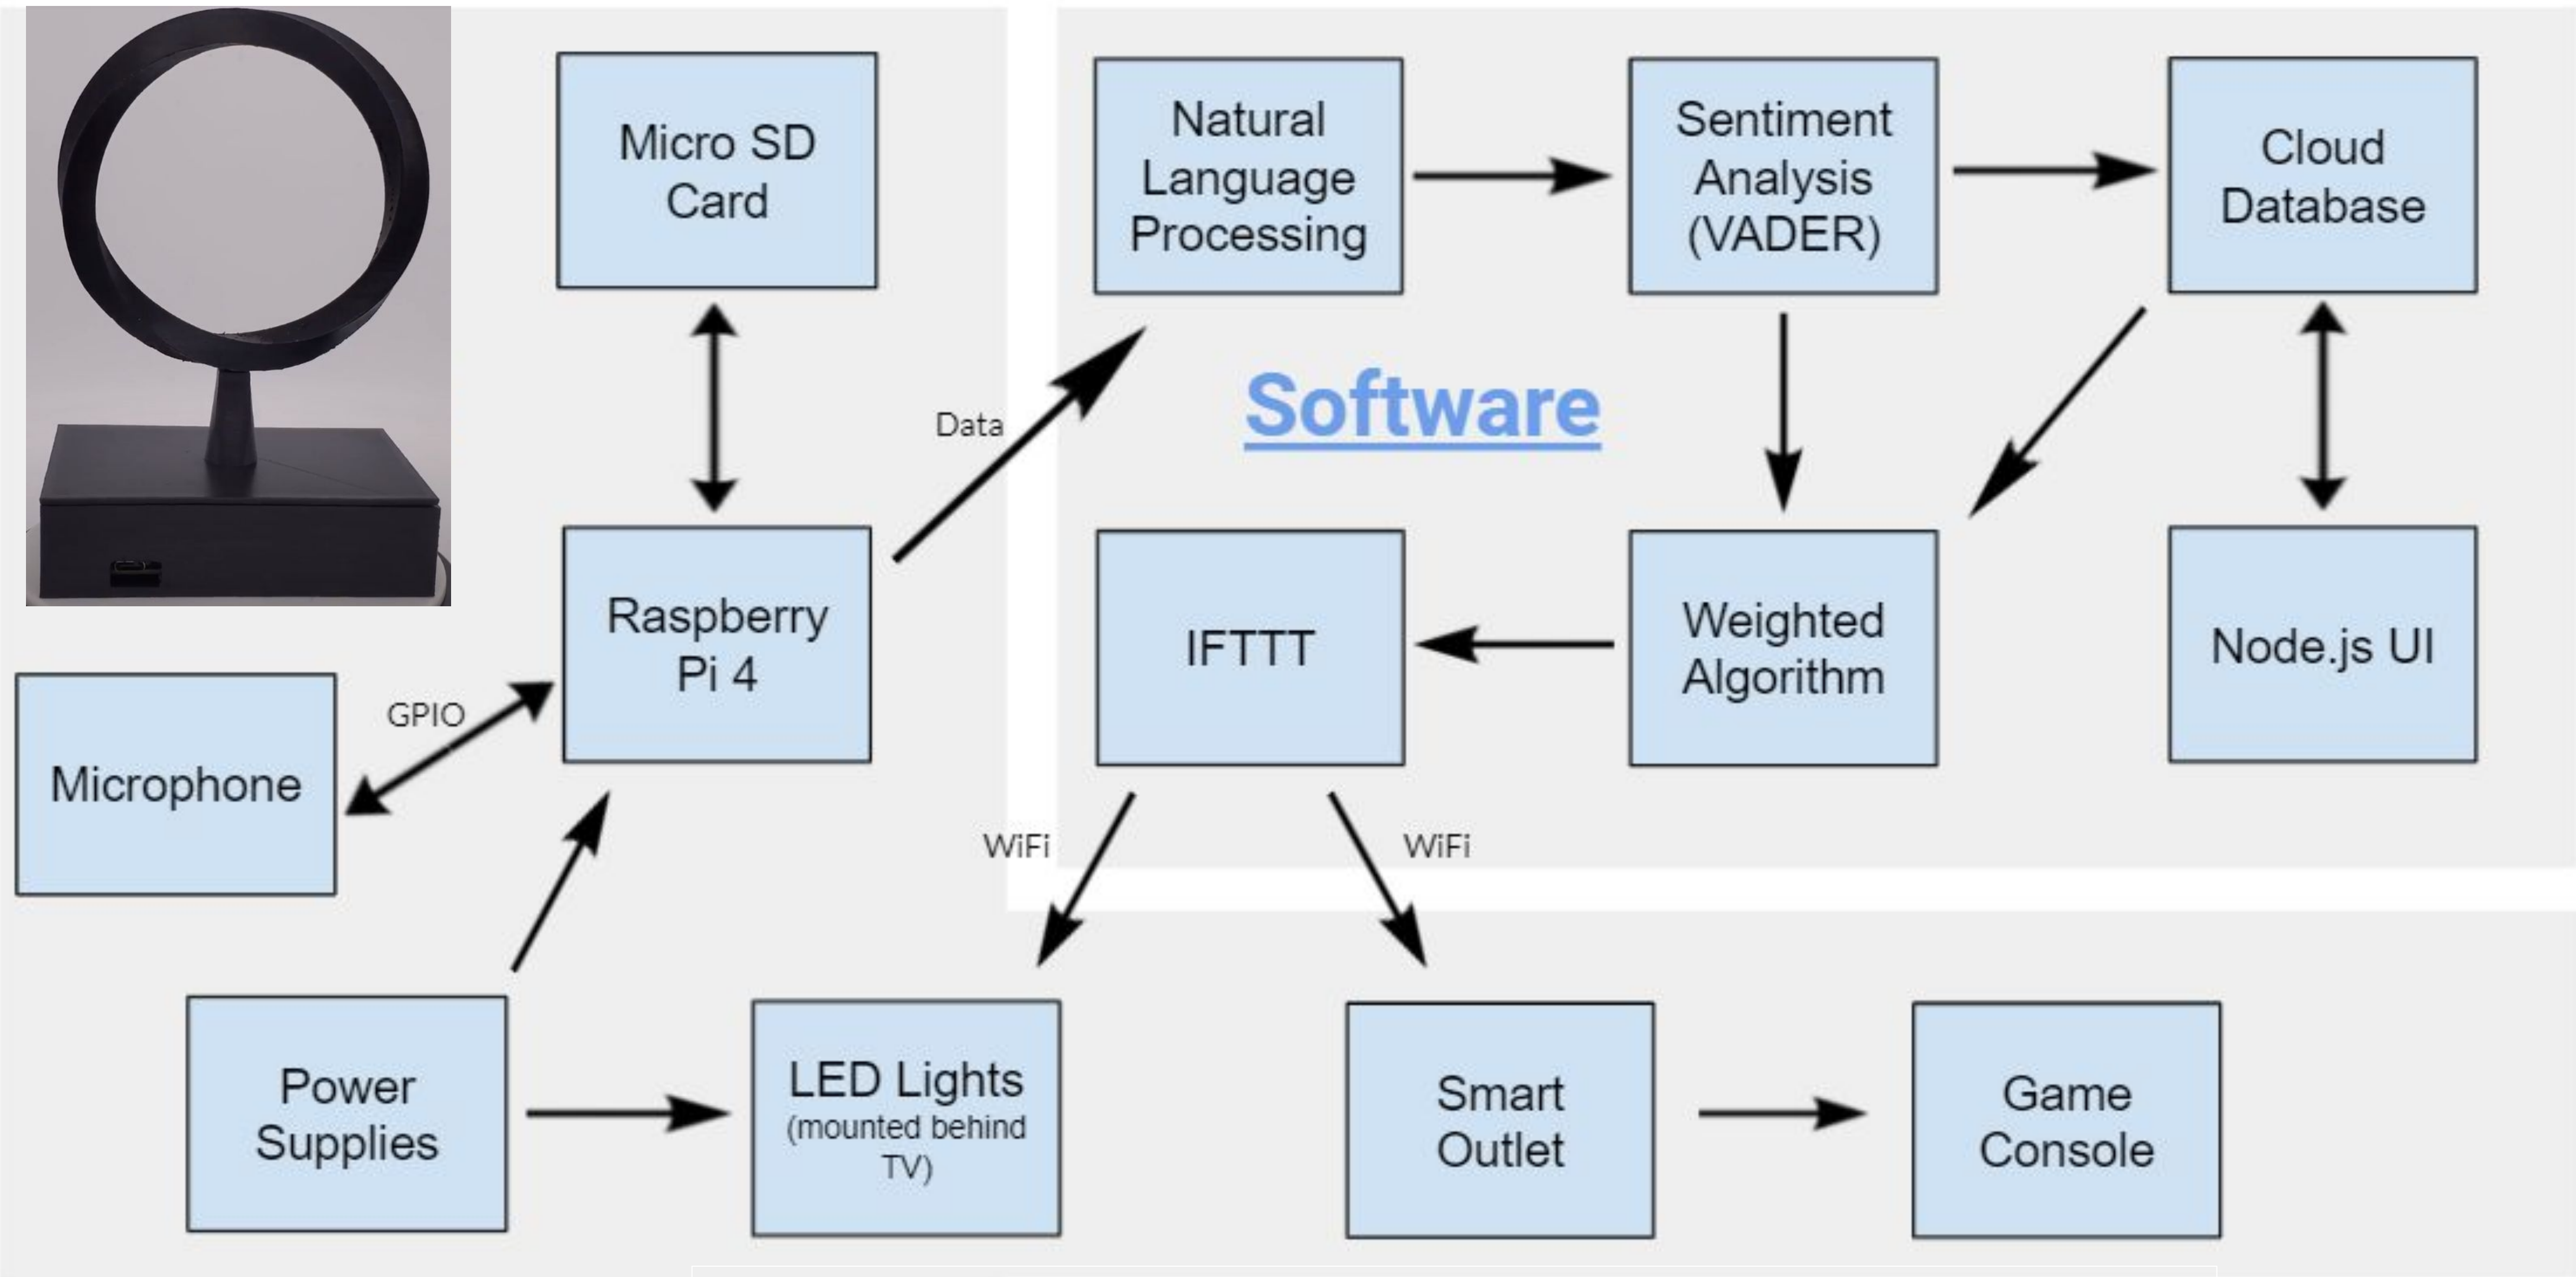 Micro SD
Card
Natural
Language
Processing
Sentiment
Analysis
(VADER)
Cloud
Database
Data
Software
Raspberry
Pi 4
IFTTT
Weighted
Algorithm
Node.js UI
GPIO
Microphone
WiFi
WiFi
Power
Supplies
LED Lights
(mounted behind
TV)
Smart
Outlet
Game
Console